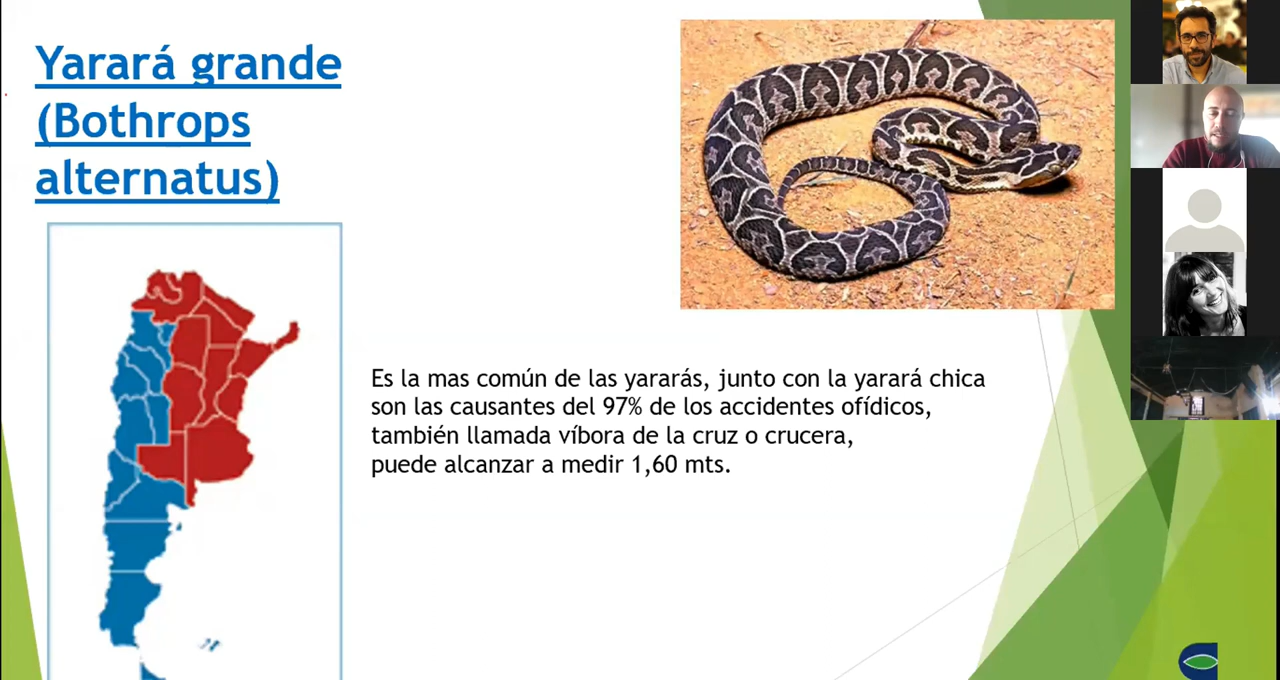 Yarará grande
(Bothrops
alternatus)
Es la mas común de las yararás, junto con la yarará chica
son las causantes del 97% de los accidentes ofídicos,
también llamada víbora de la cruz o crucera,
puede alcanzar a medir 1,60 mts.